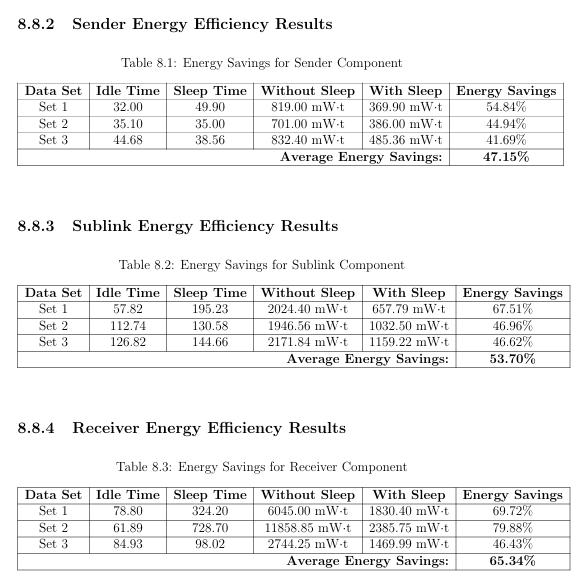 8.8.2 Sender Energy Efficiency Results
Table 8.1: Energy Savings for Sender Component
Data Set Idle Time Sleep Time Without Sleep With Sleep Energy Savings
Set 1 32.00 49.90 819.00 mW·t 369.90 mW·t 54.84%
Set 2 35.10 35.00 701.00 mW·t 386.00 mW·t 44.94%
Set 3 44.68 38.56 832.40 mW·t 485.36 mW·t 41.69%
Average Energy Savings: 47.15%
8.8.3 Sublink Energy Efficiency Results
Table 8.2: Energy Savings for Sublink Component
Data Set Idle Time Sleep Time Without Sleep With Sleep Energy Savings
Set 1 57.82 195.23 2024.40 mW·t 657.79 mW·t 67.51%
Set 2 112.74 130.58 1946.56 mW·t 1032.50 mW·t 46.96%
Set 3 126.82 144.66 2171.84 mW·t 1159.22 mW·t 46.62%
Average Energy Savings: 53.70%
8.8.4 Receiver Energy Efficiency Results
Table 8.3: Energy Savings for Receiver Component
Data Set Idle Time Sleep Time Without Sleep With Sleep Energy Savings
Set 1 78.80 324.20 6045.00 mW·t 1830.40 mW·t 69.72%
Set 2 61.89 728.70 11858.85 mW·t 2385.75 mW·t 79.88%
Set 3 84.93 98.02 2744.25 mW·t 1469.99 mW·t 46.43%
Average Energy Savings: 65.34%